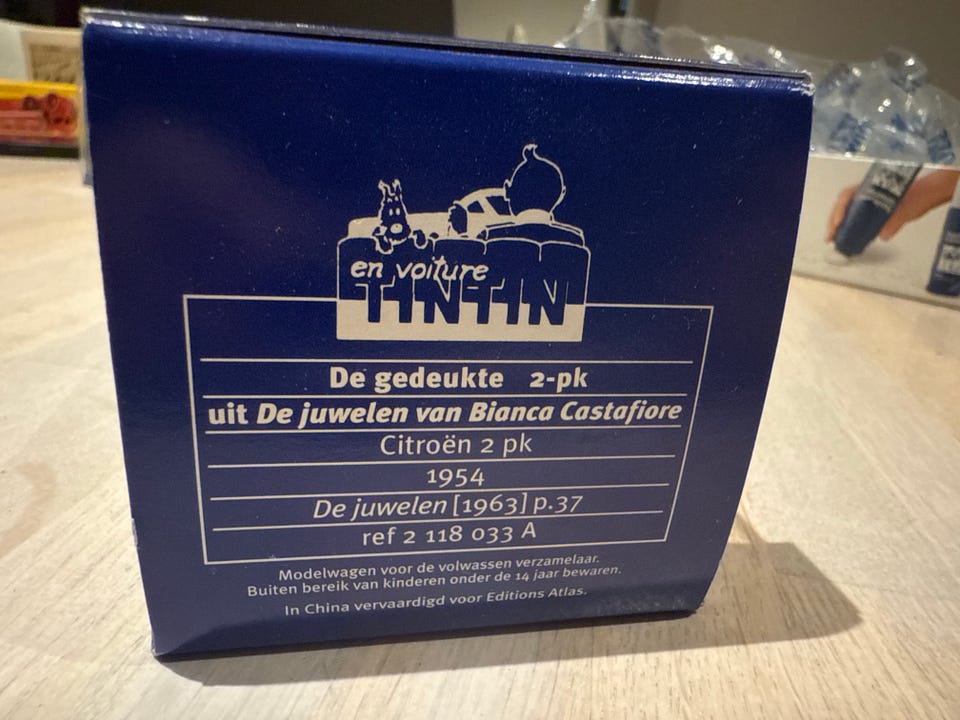 en voiture
TINTIN
De gedeukte 2-pk
uit De juwelen van Bianca Castafiore
Citroën 2 pk
1954
De juwelen [1963] p.37
ref 2 118 033 A
Modelwagen voor de volwassen verzamelaar.
Buiten bereik van kinderen onder de 14 jaar bewaren.
In China vervaardigd voor Editions Atlas.